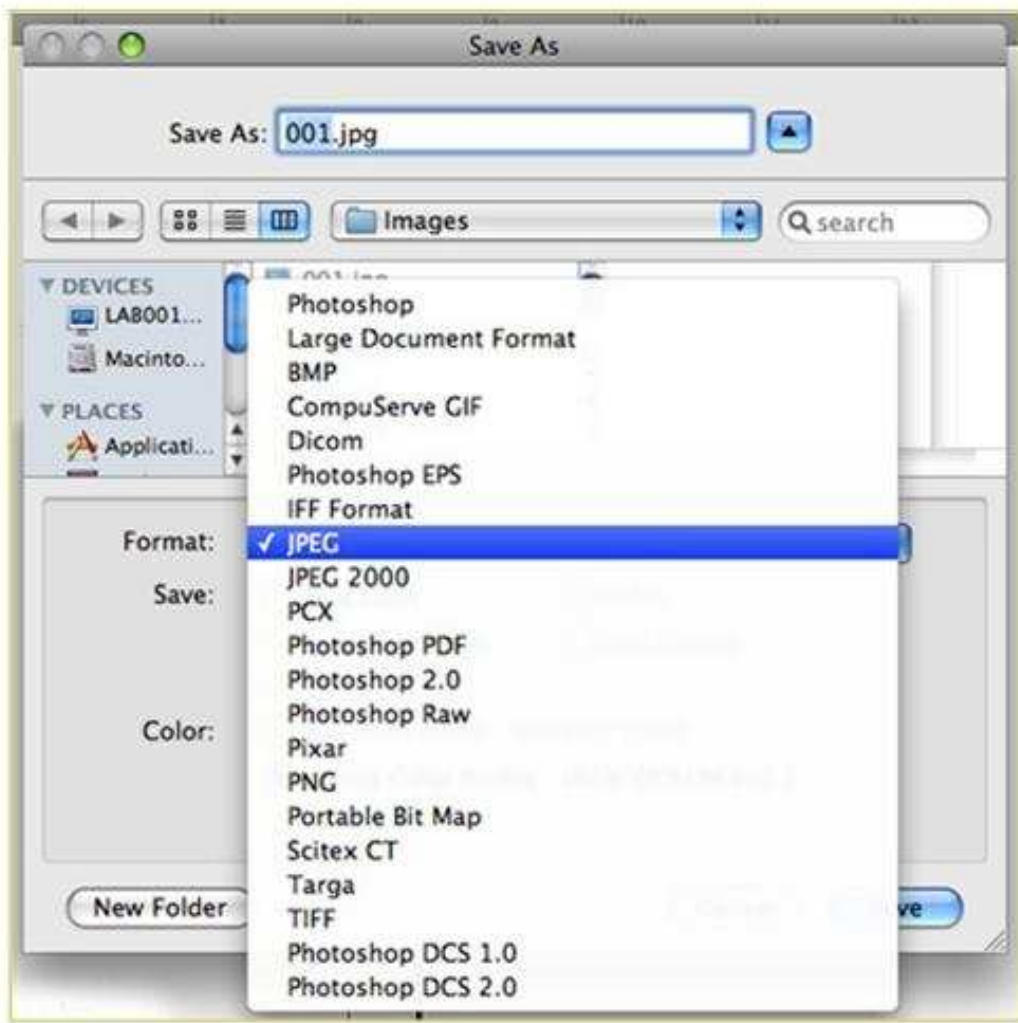 Save As
Save As: 001.jpg
Images
search
DEVICES
LAB001...
Macinto...
PLACES
Applicati...
001.jpg
Photoshop
Large Document Format
BMP
CompuServe GIF
Dicom
Photoshop EPS
IFF Format
Format: ✓ JPEG
JPEG 2000
Save:
PCX
Photoshop PDF
Photoshop 2.0
Photoshop Raw
Color:
Pixar
PNG
Portable Bit Map
Scitex CT
Targa
New Folder
TIFF
Photoshop DCS 1.0
Photoshop DCS 2.0